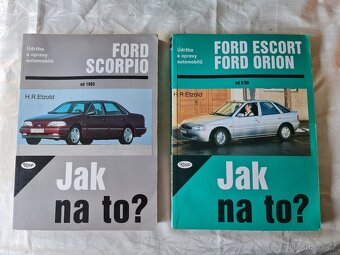 Údržba
a opravy
automobilů
FORD
SCORPIO
od 1985
H.R.Etzold
Jak
na to?
Údržba
a opravy
automobilů
FORD ESCORT
FORD ORION
H.R.Etzold
Jak
na to?